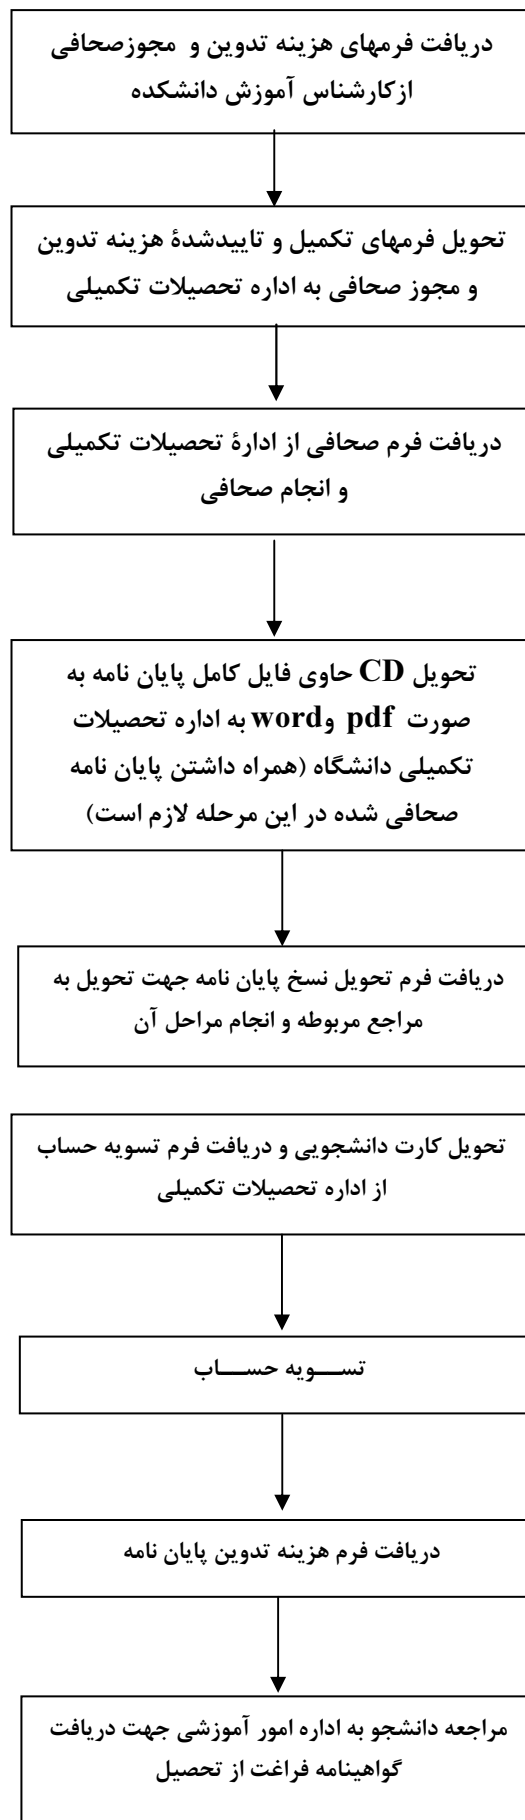 دریافت فرمهای هزینه تدوین و مجوزصحافی
ازکارشناس آموزش دانشکده
تحویل فرمهای تکمیل و تاییدشدۀ هزینه تدوین
و مجوز صحافی به اداره تحصیلات تکمیلی
دریافت فرم صحافی از ادارۀ تحصیلات تکمیلی
و انجام صحافی
تحویل CD حاوی فایل کامل پایان نامه به
صورت pdf وword به اداره تحصیلات
تکمیلی دانشگاه (همراه داشتن پایان نامه
صحافی شده در این مرحله لازم است)
دریافت فرم تحویل نسخ پایان نامه جهت تحویل به
مراجع مربوطه و انجام مراحل آن
تحویل کارت دانشجویی و دریافت فرم تسویه حساب
از اداره تحصیلات تکمیلی
تســـویه حســـاب
دریافت فرم هزینه تدوین پایان نامه
مراجعه دانشجو به اداره امور آموزشی جهت دریافت
گواهینامه فراغت از تحصیل